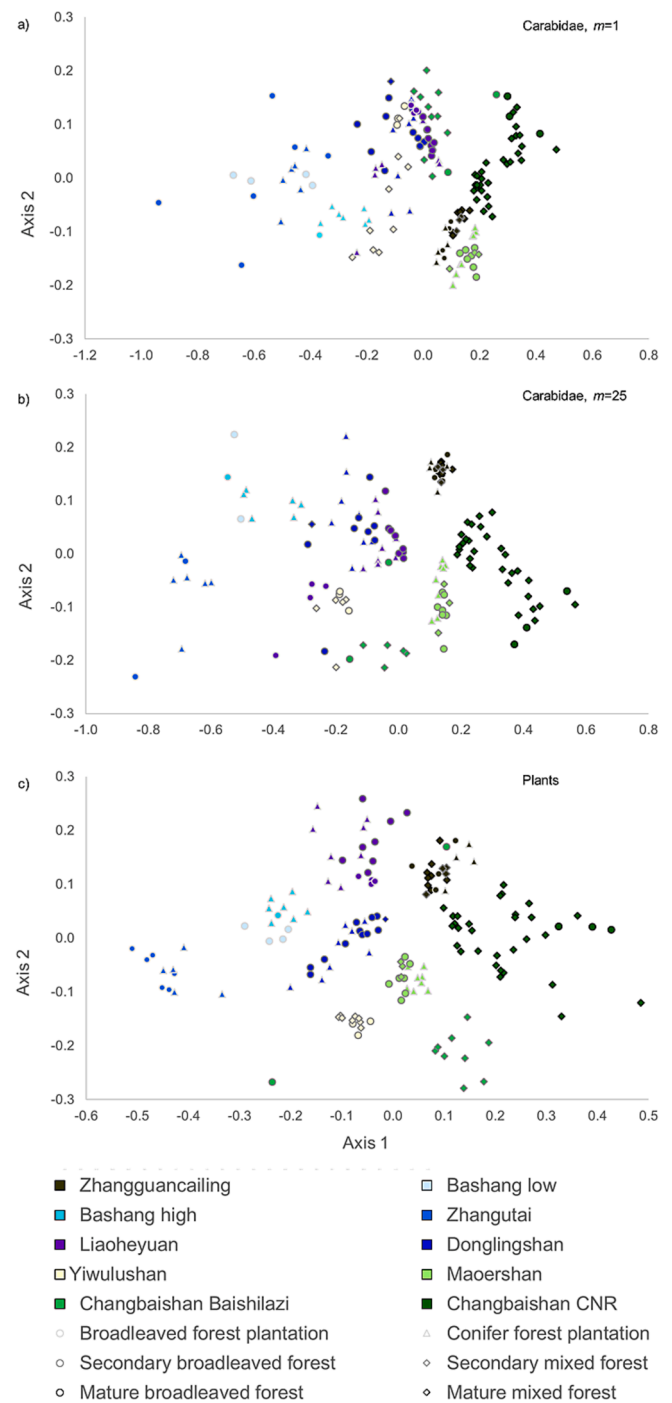 a)
Carabidae, m=1
0.3
0.2
0.1
0.0
-0.1
-0.2
-0.3
Axis 2
-1.2 -1.0 -0.8 -0.6 -0.4 -0.2 0.0 0.2 0.4 0.6 0.8
b)
Carabidae, m=25
0.3
0.2
0.1
0.0
-0.1
-0.2
-0.3
Axis 2
-1.0 -0.8 -0.6 -0.4 -0.2 0.0 0.2 0.4 0.6 0.8
c)
Plants
0.3
0.2
0.1
0.0
-0.1
-0.2
-0.3
Axis 2
-0.6 -0.5 -0.4 -0.3 -0.2 -0.1 0.0 0.1 0.2 0.3 0.4 0.5
Axis 1
Zhangguancailing Bashang low
Bashang high Zhangutai
Liaoheyuan Donglingshan
Yiwulushan Maoershan
Changbaishan Baishilazi Changbaishan CNR
Broadleaved forest plantation Conifer forest plantation
Secondary broadleaved forest Secondary mixed forest
Mature broadleaved forest Mature mixed forest